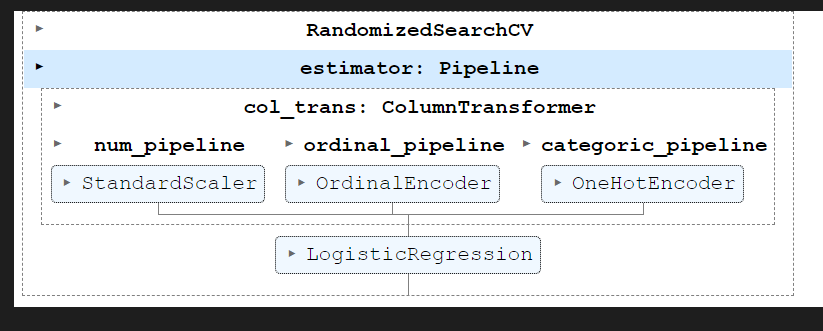 RandomizedSearchCV
estimator: Pipeline
col_trans: ColumnTransformer
num_pipeline ordinal_pipeline categoric_pipeline
StandardScaler OrdinalEncoder OneHotEncoder
LogisticRegression